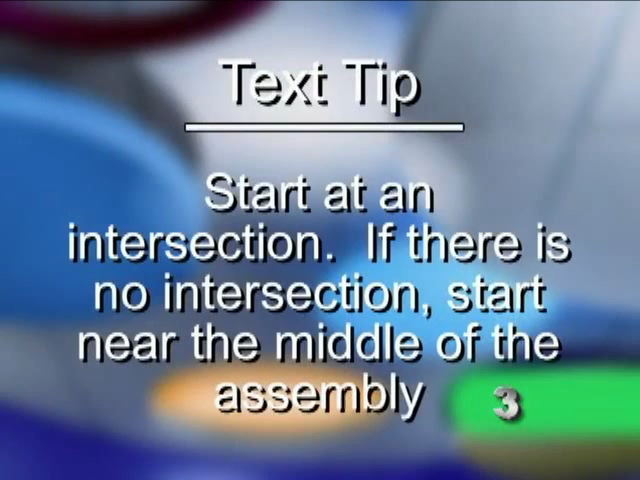 Text Tip
Start at an
intersection.  If there is
no intersection, start
near the middle of the
assembly
3